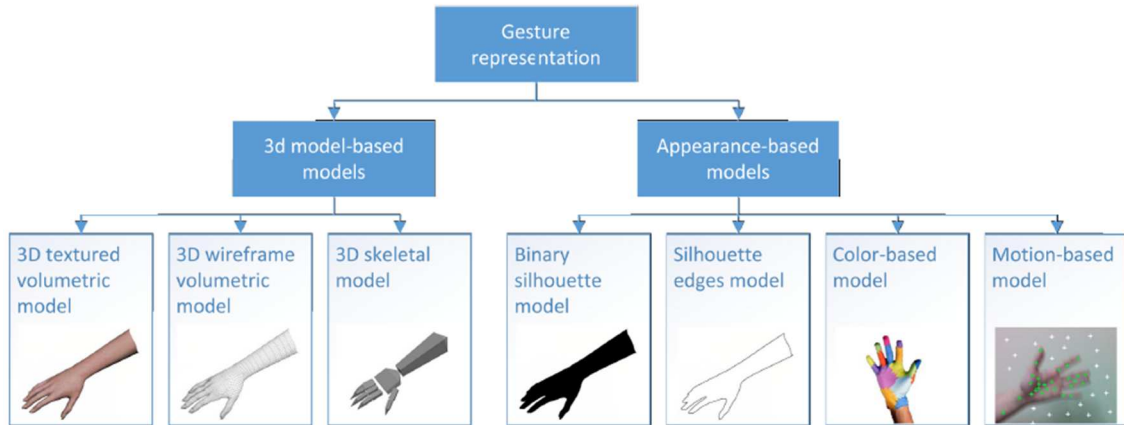 Gesture
representation
3d model-based
models
Appearance-based
models
3D textured
volumetric
model
3D wireframe
volumetric
model
3D skeletal
model
Binary
silhouette
model
Silhouette
edges model
Color-based
model
Motion-based
model